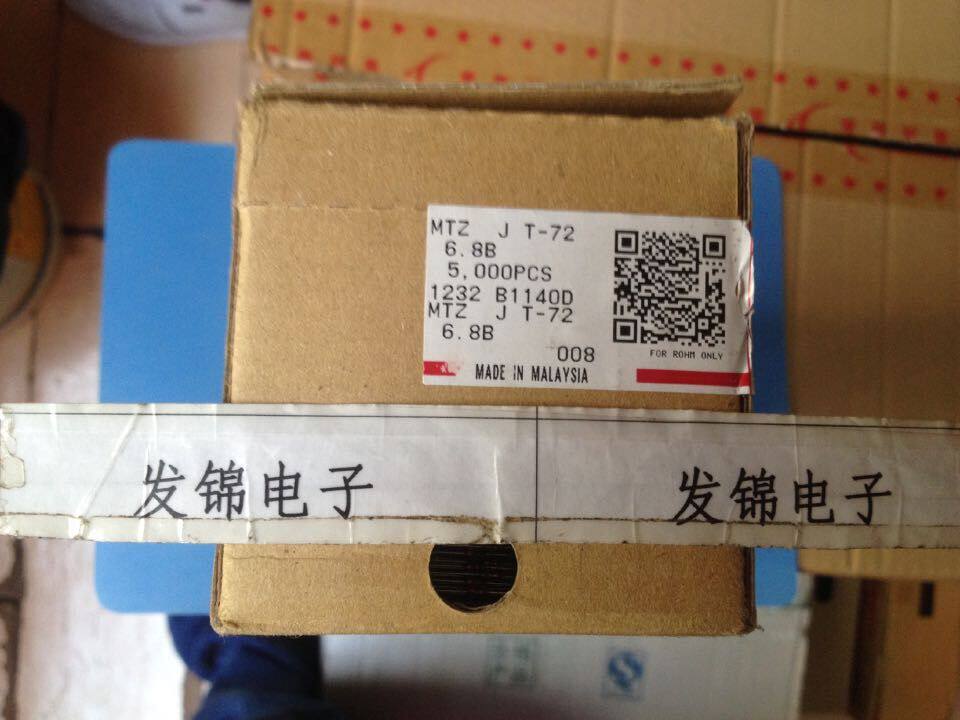 MTZ J T-72
6.8B
5,000PCS
1232 B1140D
MTZ J T-72
6.8B
008
FOR ROHM ONLY
MADE IN MALAYSIA
发锦电子 发锦电子